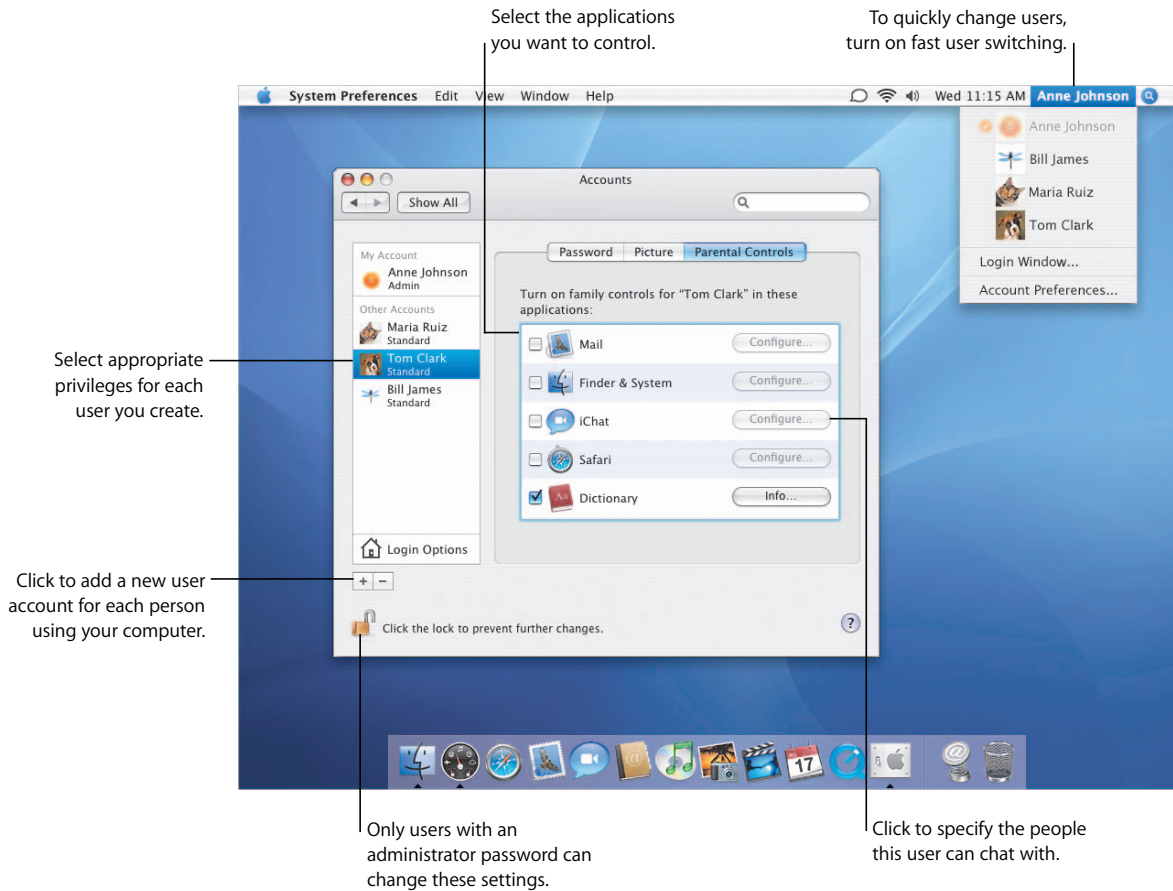 Select the applications
you want to control.
To quickly change users,
turn on fast user switching.
System Preferences Edit View Window Help
Wed 11:15 AM Anne Johnson
Anne Johnson
Bill James
Maria Ruiz
Tom Clark
Login Window...
Account Preferences...
Accounts
Show All
Password Picture Parental Controls
My Account
Anne Johnson
Admin
Other Accounts
Maria Ruiz
Standard
Tom Clark
Standard
Bill James
Standard
Login Options
Turn on family controls for “Tom Clark” in these
applications:
Mail Configure...
Finder & System Configure...
iChat Configure...
Safari Configure...
Aa
Dictionary Info...
+ −
Click the lock to prevent further changes.
?
Select appropriate
privileges for each
user you create.
Click to add a new user
account for each person
using your computer.
@
17
@
Only users with an
administrator password can
change these settings.
Click to specify the people
this user can chat with.